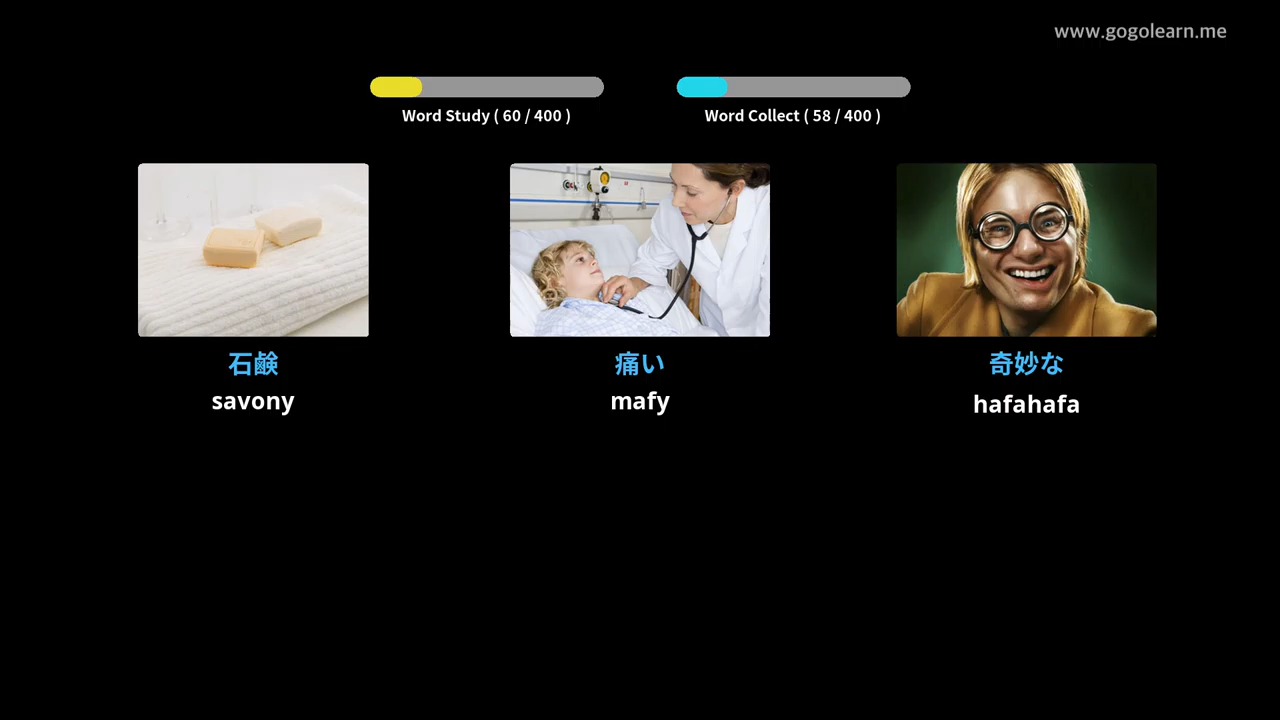 www.gogolearn.me
Word Study ( 60 / 400 )
Word Collect ( 58 / 400 )
石鹸
savony
痛い
mafy
奇妙な
hafahafa